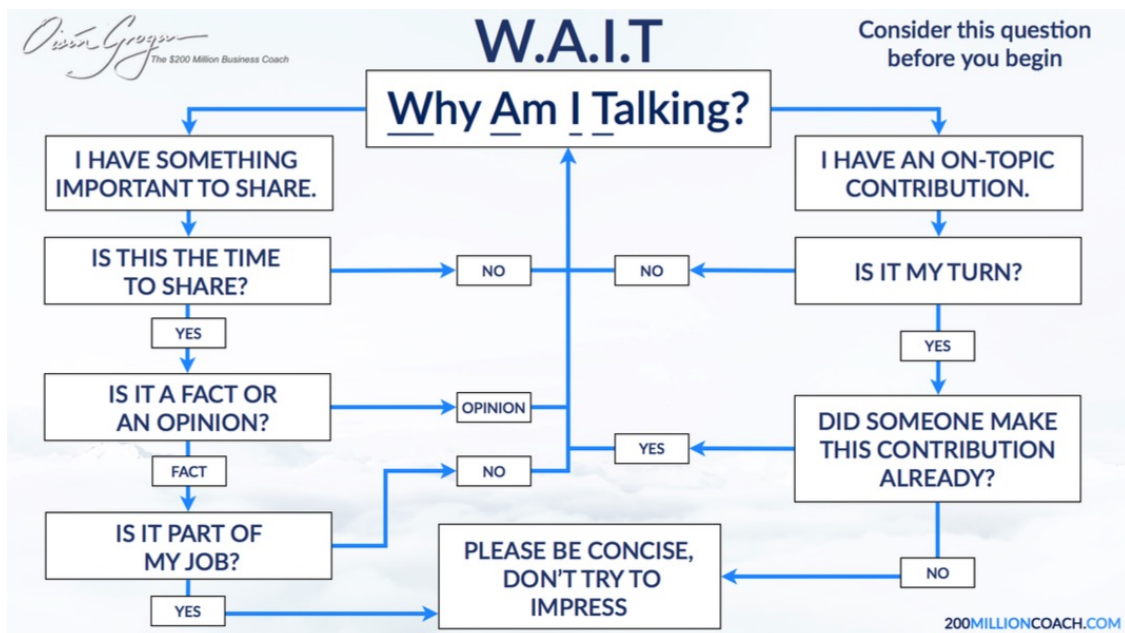 Oisín Grogan
The $200 Million Business Coach
W.A.I.T
Consider this question
before you begin
Why Am I Talking?
I HAVE SOMETHING
IMPORTANT TO SHARE.
I HAVE AN ON-TOPIC
CONTRIBUTION.
IS THIS THE TIME
TO SHARE?
NO
NO
IS IT MY TURN?
YES
YES
IS IT A FACT OR
AN OPINION?
OPINION
DID SOMEONE MAKE
THIS CONTRIBUTION
ALREADY?
YES
FACT
NO
IS IT PART OF
MY JOB?
PLEASE BE CONCISE,
DON'T TRY TO
IMPRESS
NO
YES
200MILLIONCOACH.COM